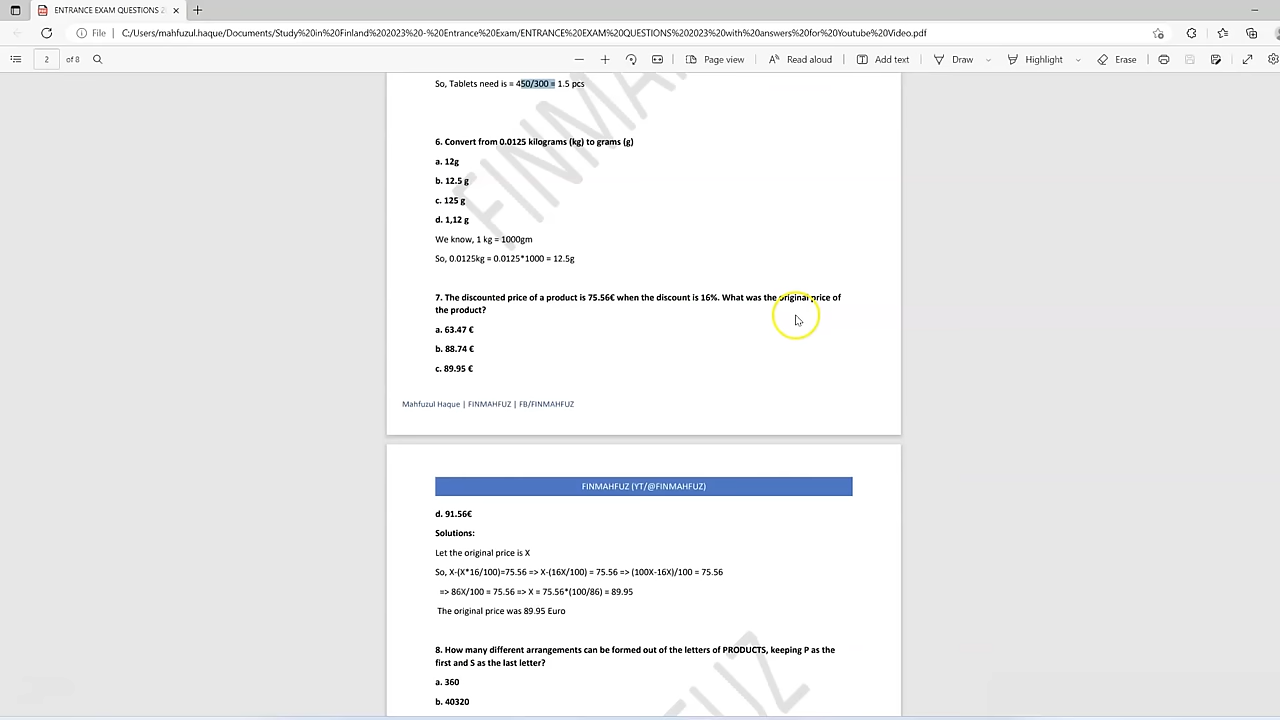 ENTRANCE EXAM QUESTIONS 2
File | C:/Users/mahfuzul.haque/Documents/Study%20in%20Finland%202023%20-%20Entrance%20Exam/ENTRANCE%20EXAM%20QUESTIONS%202023%20with%20answers%20for%20Youtube%20Video.pdf
2 of 8 Page view Read aloud Add text Draw Highlight Erase
So, Tablets need is = 450/300 = 1.5 pcs
6. Convert from 0.0125 kilograms (kg) to grams (g)
a. 12g
b. 12.5 g
c. 125 g
d. 1,12 g
We know, 1 kg = 1000gm
So, 0.0125kg = 0.0125*1000 = 12.5g
7. The discounted price of a product is 75.56€ when the discount is 16%. What was the original price of
the product?
a. 63.47 €
b. 88.74 €
c. 89.95 €
Mahfuzul Haque | FINMAHFUZ | FB/FINMAHFUZ
FINMAHFUZ (YT/@FINMAHFUZ)
d. 91.56€
Solutions:
Let the original price is X
So, X-(X*16/100)=75.56 => X-(16X/100) = 75.56 => (100X-16X)/100 = 75.56
=> 86X/100 = 75.56 => X = 75.56*(100/86) = 89.95
The original price was 89.95 Euro
8. How many different arrangements can be formed out of the letters of PRODUCTS, keeping P as the
first and S as the last letter?
a. 360
b. 40320